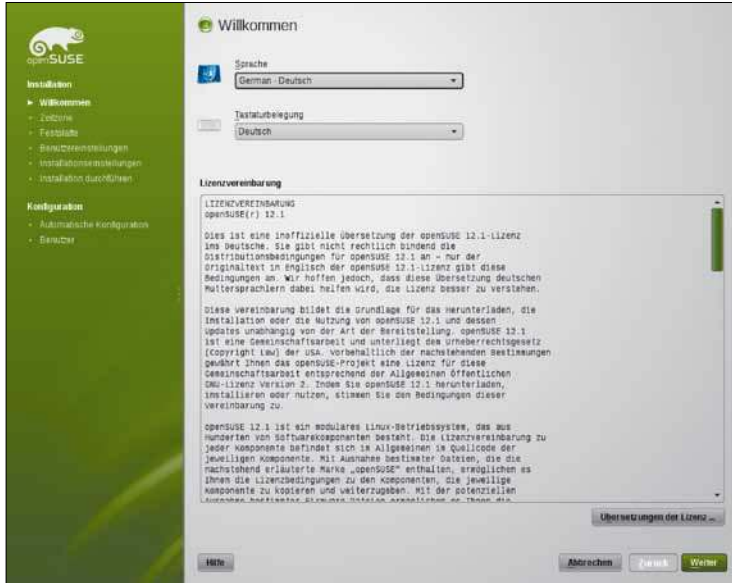 openSUSE
Installation
Willkommen
Zeitzone
Festplatte
Benutzereinstellungen
Installationseinstellungen
Installation durchführen
Konfiguration
Automatische Konfiguration
Benutzer
Willkommen
Sprache
German - Deutsch
Tastaturbelegung
Deutsch
Lizenzvereinbarung
LIZENZVEREINBARUNG
openSUSE(r) 12.1
Dies ist eine inoffizielle Übersetzung der openSUSE 12.1-Lizenz
ins Deutsche. Sie gibt nicht rechtlich bindend die
Distributionsbedingungen für openSUSE 12.1 an – nur der
Originaltext in Englisch der openSUSE 12.1-Lizenz gibt diese
Bedingungen an. Wir hoffen jedoch, dass diese Übersetzung deutschen
Muttersprachlern dabei helfen wird, die Lizenz besser zu verstehen.
Diese Vereinbarung bildet die Grundlage für das Herunterladen, die
Installation oder die Nutzung von openSUSE 12.1 und dessen
Updates unabhängig von der Art der Bereitstellung. openSUSE 12.1
ist eine Gemeinschaftsarbeit und unterliegt dem Urheberrechtsgesetz
(Copyright Law) der USA. Vorbehaltlich der nachstehenden Bestimmungen
gewährt Ihnen das openSUSE-Projekt eine Lizenz für diese
Gemeinschaftsarbeit entsprechend der Allgemeinen Öffentlichen
GNU-Lizenz Version 2. Indem Sie openSUSE 12.1 herunterladen,
installieren oder nutzen, stimmen Sie den Bedingungen dieser
Vereinbarung zu.
openSUSE 12.1 ist ein modulares Linux-Betriebssystem, das aus
Hunderten von Softwarekomponenten besteht. Die Lizenzvereinbarung zu
jeder Komponente befindet sich im Allgemeinen im Quellcode der
jeweiligen Komponente. Mit Ausnahme bestimmter Dateien, die die
nachstehend erläuterte Marke „openSUSE“ enthalten, ermöglichen es
Ihnen die Lizenzbedingungen zu den Komponenten, die jeweilige
Komponente zu kopieren und weiterzugeben. Mit der potenziellen
Ausnahme bestimmter Firmware-Dateien ermöglichen es Ihnen die
Übersetzungen der Lizenz ...
Hilfe
Abbrechen
Zurück
Weiter